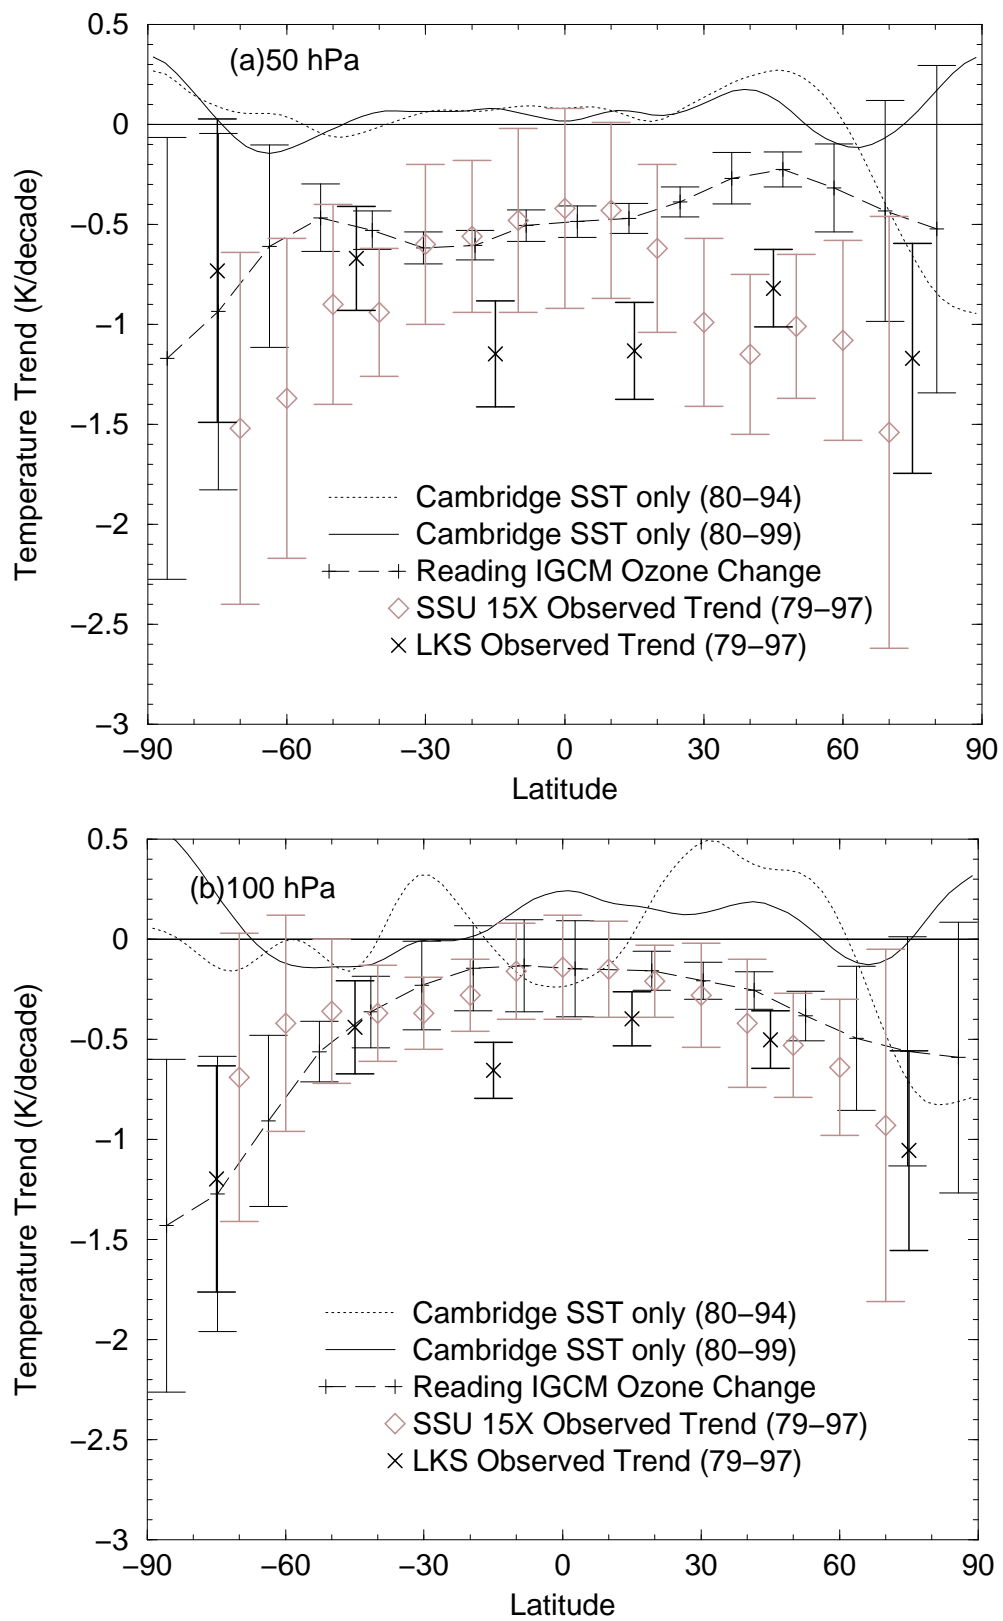 (a)50 hPa
0.5
0
−0.5
−1
−1.5
−2
−2.5
−3
Temperature Trend (K/decade)
Cambridge SST only (80−94)
Cambridge SST only (80−99)
Reading IGCM Ozone Change
SSU 15X Observed Trend (79−97)
LKS Observed Trend (79−97)
−90 −60 −30 0 30 60 90
Latitude
(b)100 hPa
0.5
0
−0.5
−1
−1.5
−2
−2.5
−3
Temperature Trend (K/decade)
Cambridge SST only (80−94)
Cambridge SST only (80−99)
Reading IGCM Ozone Change
SSU 15X Observed Trend (79−97)
LKS Observed Trend (79−97)
−90 −60 −30 0 30 60 90
Latitude